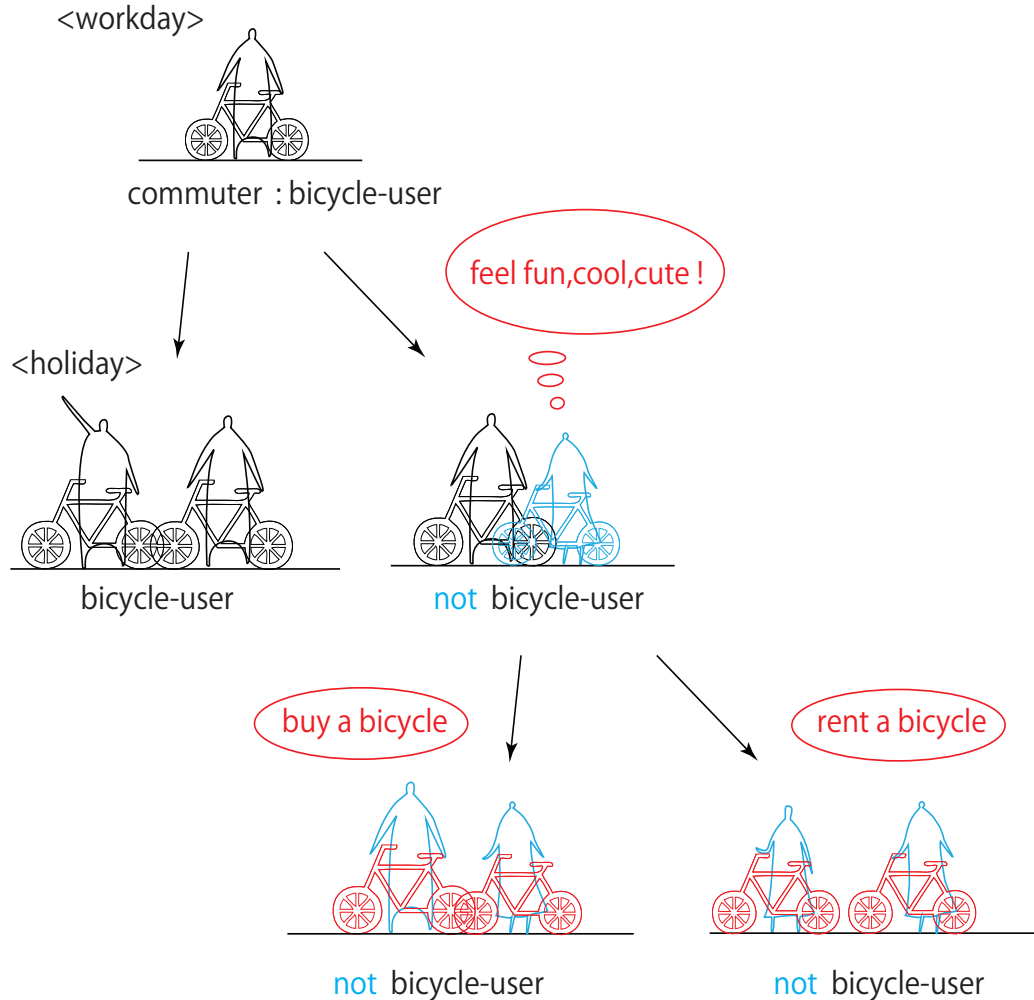 <workday>
commuter : bicycle-user
feel fun,cool,cute !
<holiday>
bicycle-user
not bicycle-user
buy a bicycle
rent a bicycle
not bicycle-user
not bicycle-user